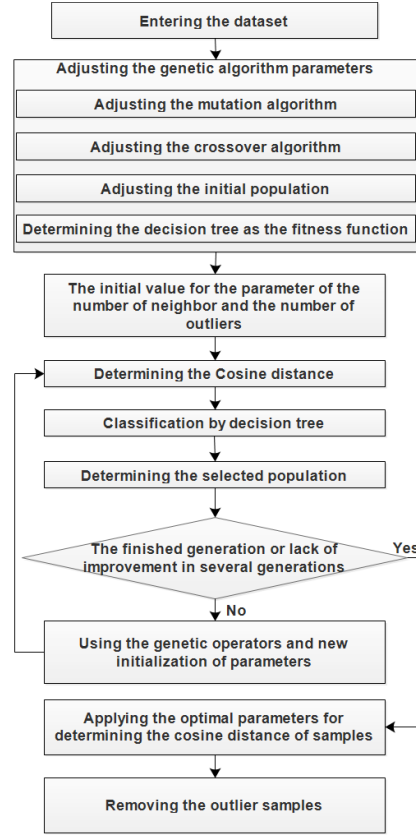 Entering the dataset
Adjusting the genetic algorithm parameters
Adjusting the mutation algorithm
Adjusting the crossover algorithm
Adjusting the initial population
Determining the decision tree as the fitness function
The initial value for the parameter of the
number of neighbor and the number of
outliers
Determining the Cosine distance
Classification by decision tree
Determining the selected population
The finished generation or lack of
improvement in several generations
Yes
No
Using the genetic operators and new
initialization of parameters
Applying the optimal parameters for
determining the cosine distance of samples
Removing the outlier samples